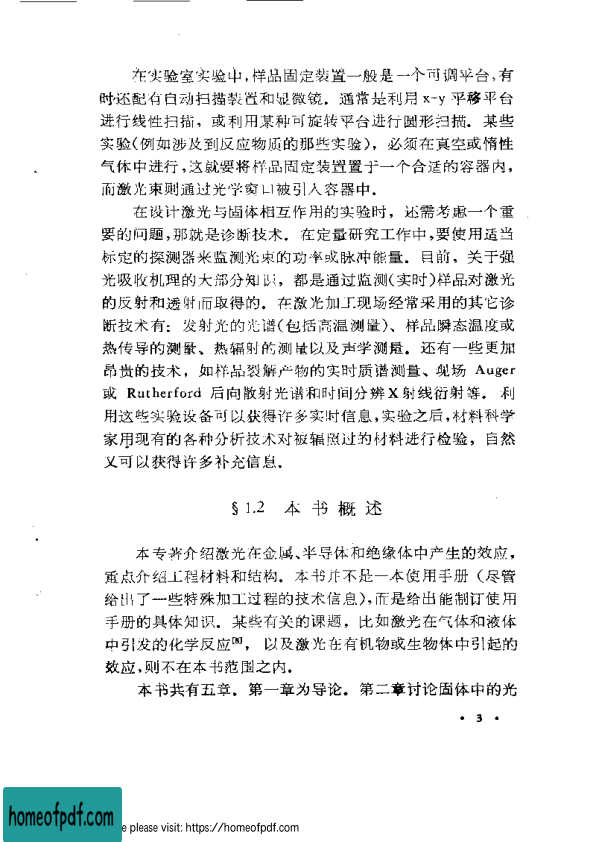 在实验室实验中，样品固定装置一般是一个可调平台，有
时还配有自动扫描装置和显微镜。通常是利用 x-y 平移平台
进行线性扫描，或利用某种可旋转平台进行圆形扫描。某些
实验(例如涉及到反应物质的那些实验)，必须在真空或惰性
气体中进行，这就要将样品固定装置置于一个合适的容器内，
而激光束则通过光学窗口被引入容器中。
在设计激光与固体相互作用的实验时，还需考虑一个重
要的问题，那就是诊断技术。在定量研究工作中，要使用适当
标定的探测器来监测光束的功率或脉冲能量。目前，关于强
光吸收机理的大部分知识，都是通过监测(实时)样品对激光
的反射和透射而取得的。在激光加工现场经常采用的其它诊
断技术有：发射光的光谱(包括高温测量)、样品瞬态温度或
热传导的测量、热辐射的测量以及声学测量。还有一些更加
昂贵的技术，如样品裂解产物的实时质谱测量、现场 Auger
或 Rutherford 后向散射光谱和时间分辨X射线衍射等。利
用这些实验设备可以获得许多实时信息，实验之后，材料科学
家用现有的各种分析技术对被辐照过的材料进行检验，自然
又可以获得许多补充信息。
§1.2 本书概述
本专著介绍激光在金属、半导体和绝缘体中产生的效应，
重点介绍工程材料和结构。本书并不是一本使用手册（尽管
给出了一些特殊加工过程的技术信息），而是给出能制订使用
手册的具体知识。某些有关的课题，比如激光在气体和液体
中引发的化学反应，以及激光在有机物或生物体中引起的
效应，则不在本书范围之内。
本书共有五章。第一章为导论。第二章讨论固体中的光
• 3 •
homeofpdf.com
e please visit: https://homeofpdf.com